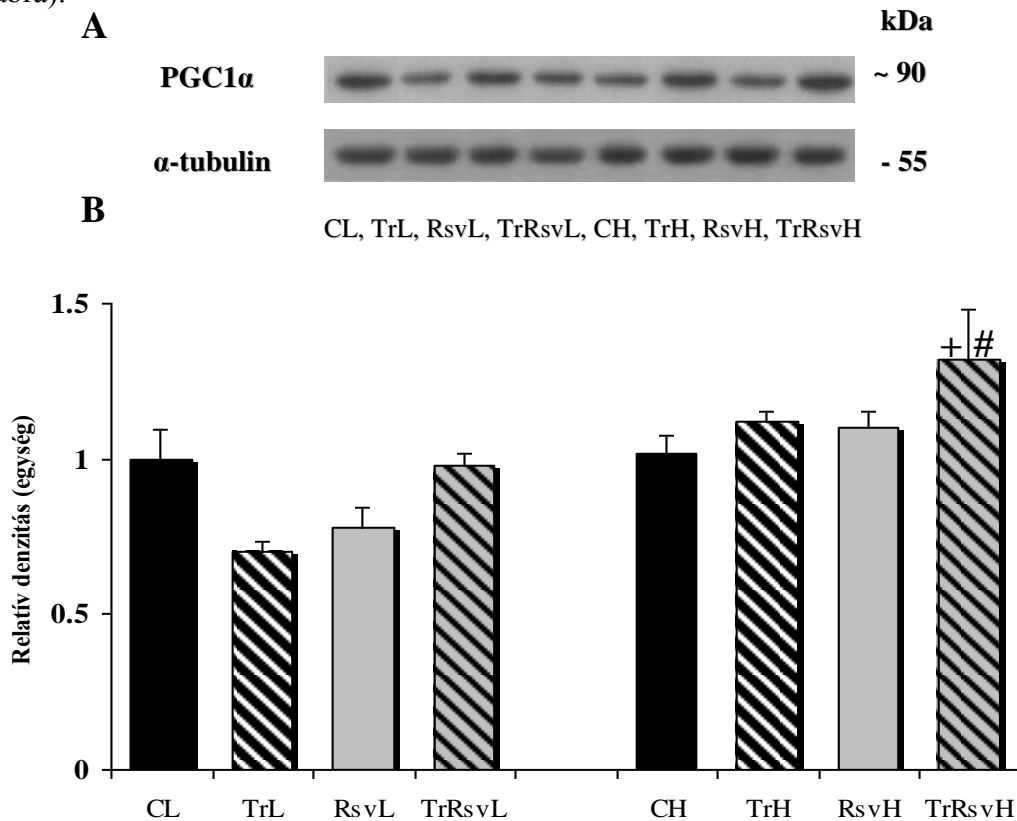 A
kDa
PGC1α
~ 90
α-tubulin
- 55
B
CL, TrL, RsvL, TrRsvL, CH, TrH, RsvH, TrRsvH
Relatív denzitás (egység)
1.5
1
0.5
0
+ #
CL TrL RsvL TrRsvL CH TrH RsvH TrRsvH